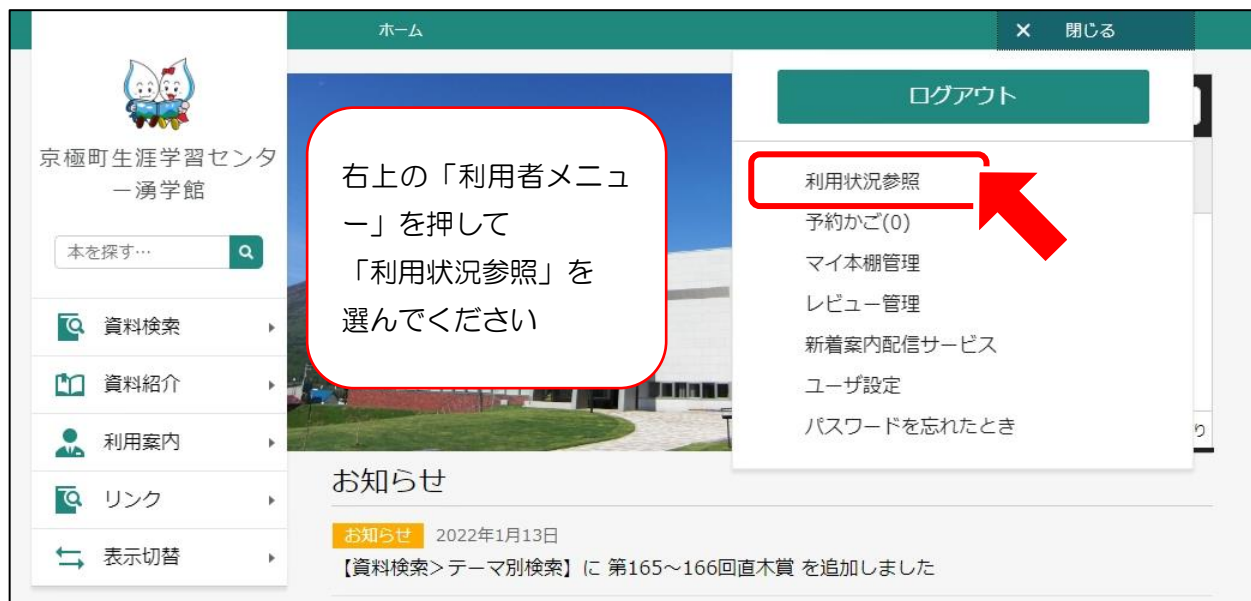 ホーム
× 閉じる
京極町生涯学習センタ
ー湧学館
本を探す…
資料検索
資料紹介
利用案内
リンク
表示切替
右上の「利用者メニュ
ー」を押して
「利用状況参照」を
選んでください
ログアウト
利用状況参照
予約かご(0)
マイ本棚管理
レビュー管理
新着案内配信サービス
ユーザ設定
パスワードを忘れたとき
り
お知らせ
お知らせ 2022年1月13日
【資料検索>テーマ別検索】に 第165~166回直木賞 を追加しました